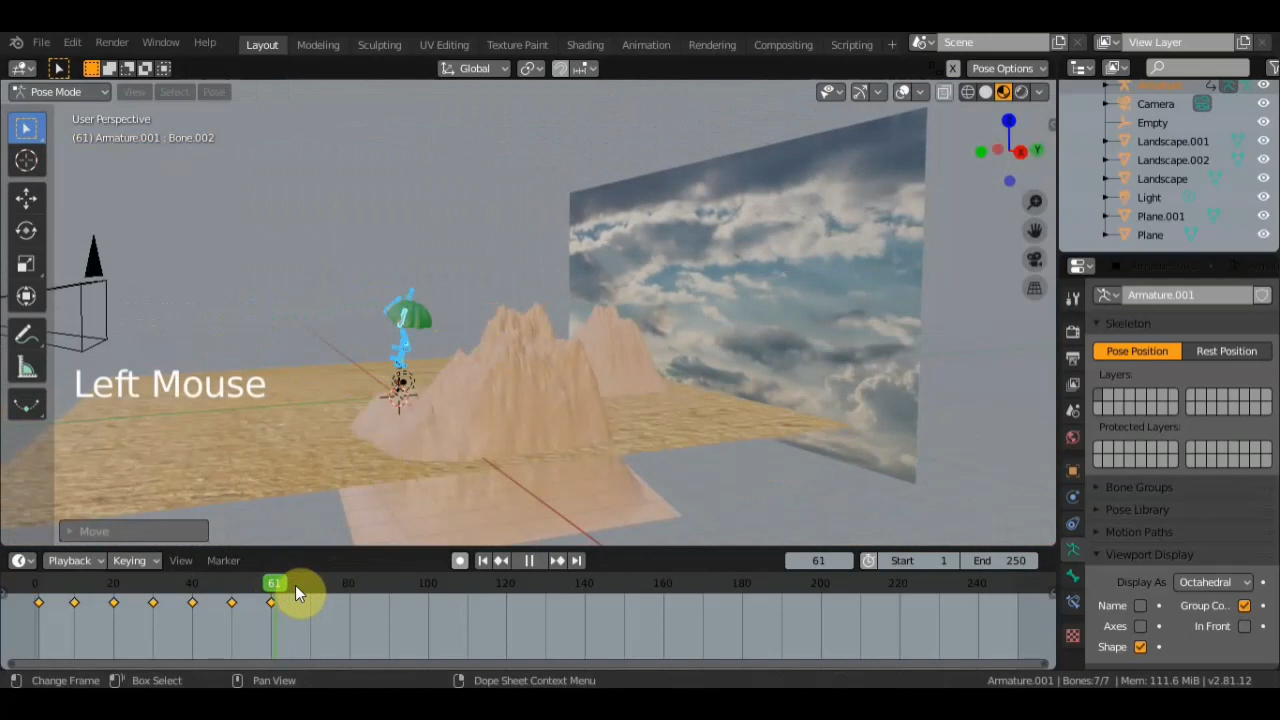 File Edit Render Window Help Layout Modeling Sculpting UV Editing Texture Paint Shading Animation Rendering Compositing Scripting + Scene View Layer
Global X Pose Options
Pose Mode View Select Pose
User Perspective
(61) Armature.001 : Bone.002
Camera
Empty
Landscape.001
Landscape.002
Landscape
Light
Plane.001
Plane
X Y
Armature.001
Skeleton
Pose Position Rest Position
Layers:
Protected Layers:
Bone Groups
Pose Library
Motion Paths
Viewport Display
Display As Octahedral
Name Group Co..
Axes In Front
Shape
Left Mouse
Move
Playback Keying View Marker 61 Start 1 End 250
0 20 40 61 80 100 120 140 160 180 200 220 240
Change Frame Box Select Pan View Dope Sheet Context Menu Armature.001 | Bones:7/7 | Mem: 111.6 MiB | v2.81.12